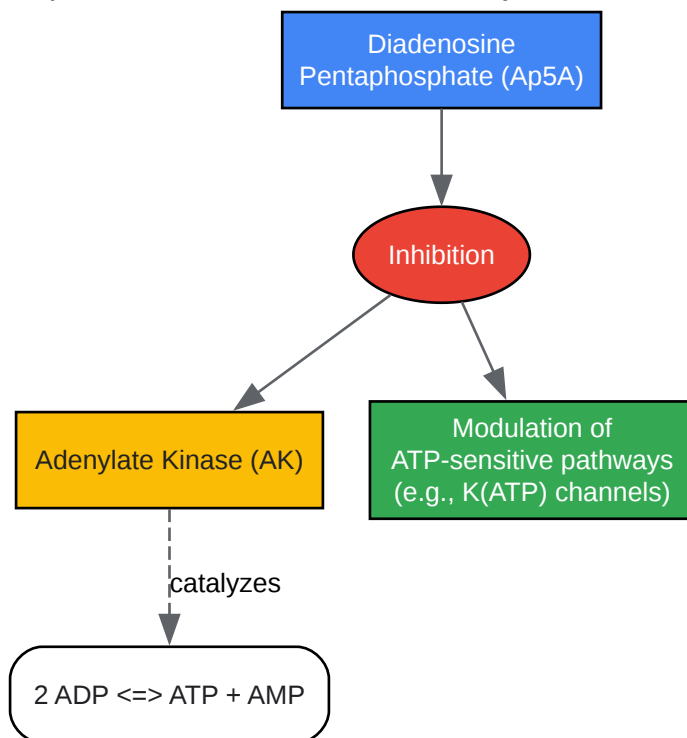 Diadenosine
Pentaphosphate (Ap5A)
Inhibition
Adenylate Kinase (AK)
Modulation of
ATP-sensitive pathways
(e.g., K(ATP) channels)
catalyzes
2 ADP <=> ATP + AMP